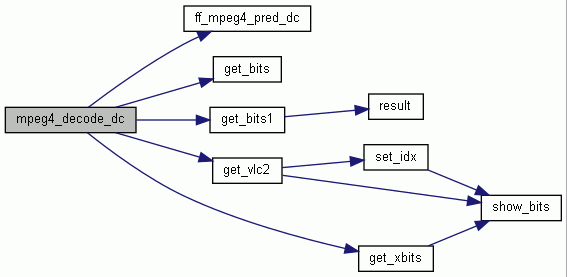 ff_mpeg4_pred_dc
get_bits
result
mpeg4_decode_dc
get_bits1
set_idx
get_vlc2
show_bits
get_xbits